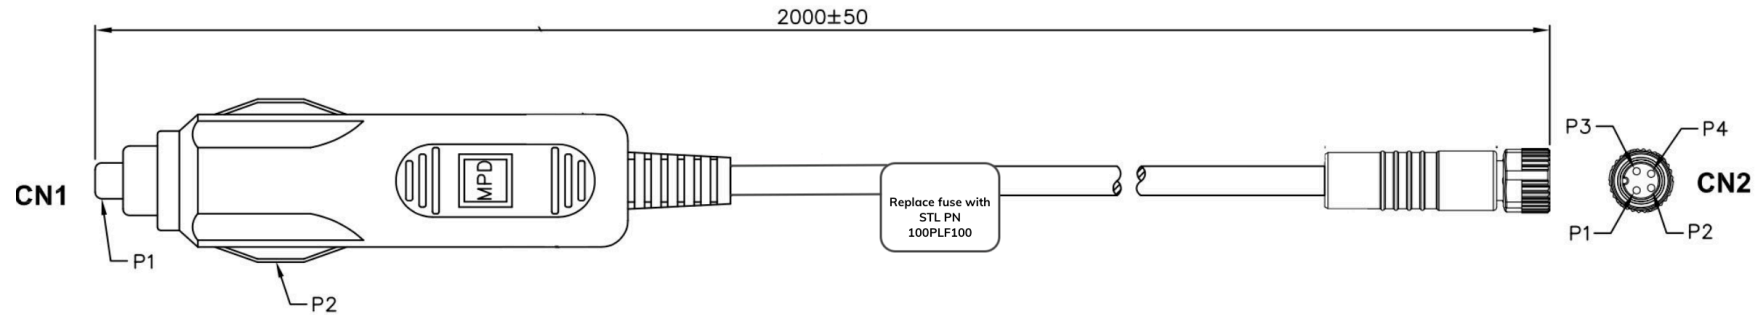 2000±50
CN1
P1
P2
MPD
Replace fuse with
STL PN
100PLF100
P3
P4
CN2
P1
P2